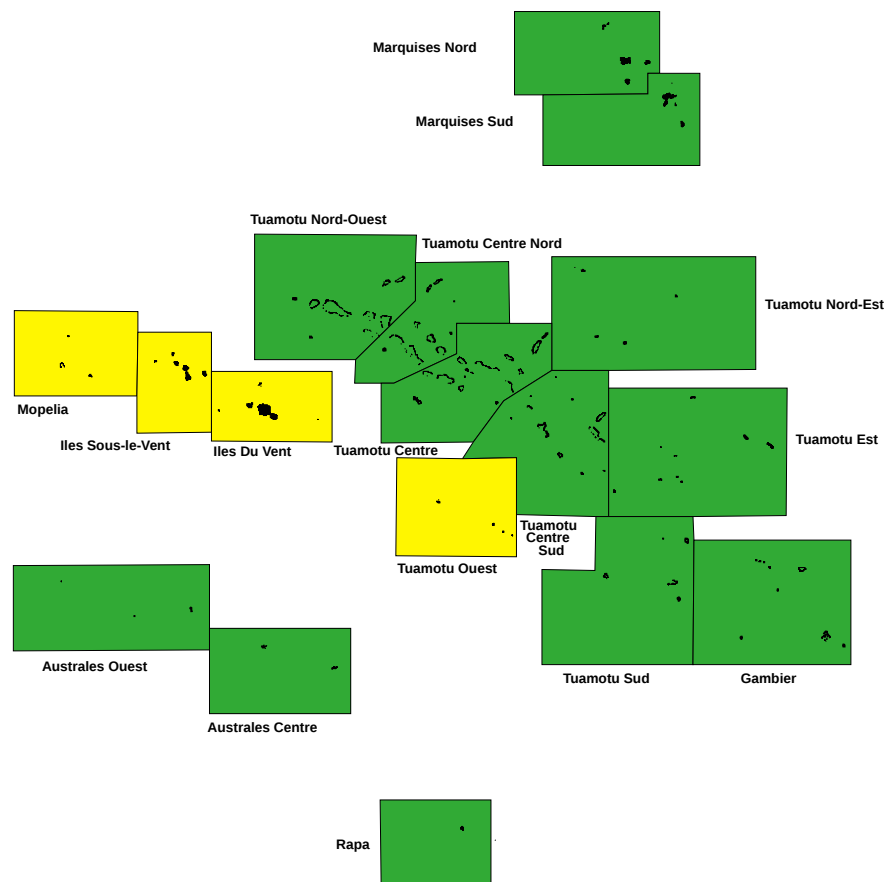 Marquises Nord
Marquises Sud
Tuamotu Nord-Ouest
Tuamotu Centre Nord
Tuamotu Nord-Est
Mopelia
Iles Sous-le-Vent
Iles Du Vent
Tuamotu Centre
Tuamotu Est
Tuamotu
Centre
Sud
Tuamotu Ouest
Australes Ouest
Tuamotu Sud
Gambier
Australes Centre
Rapa